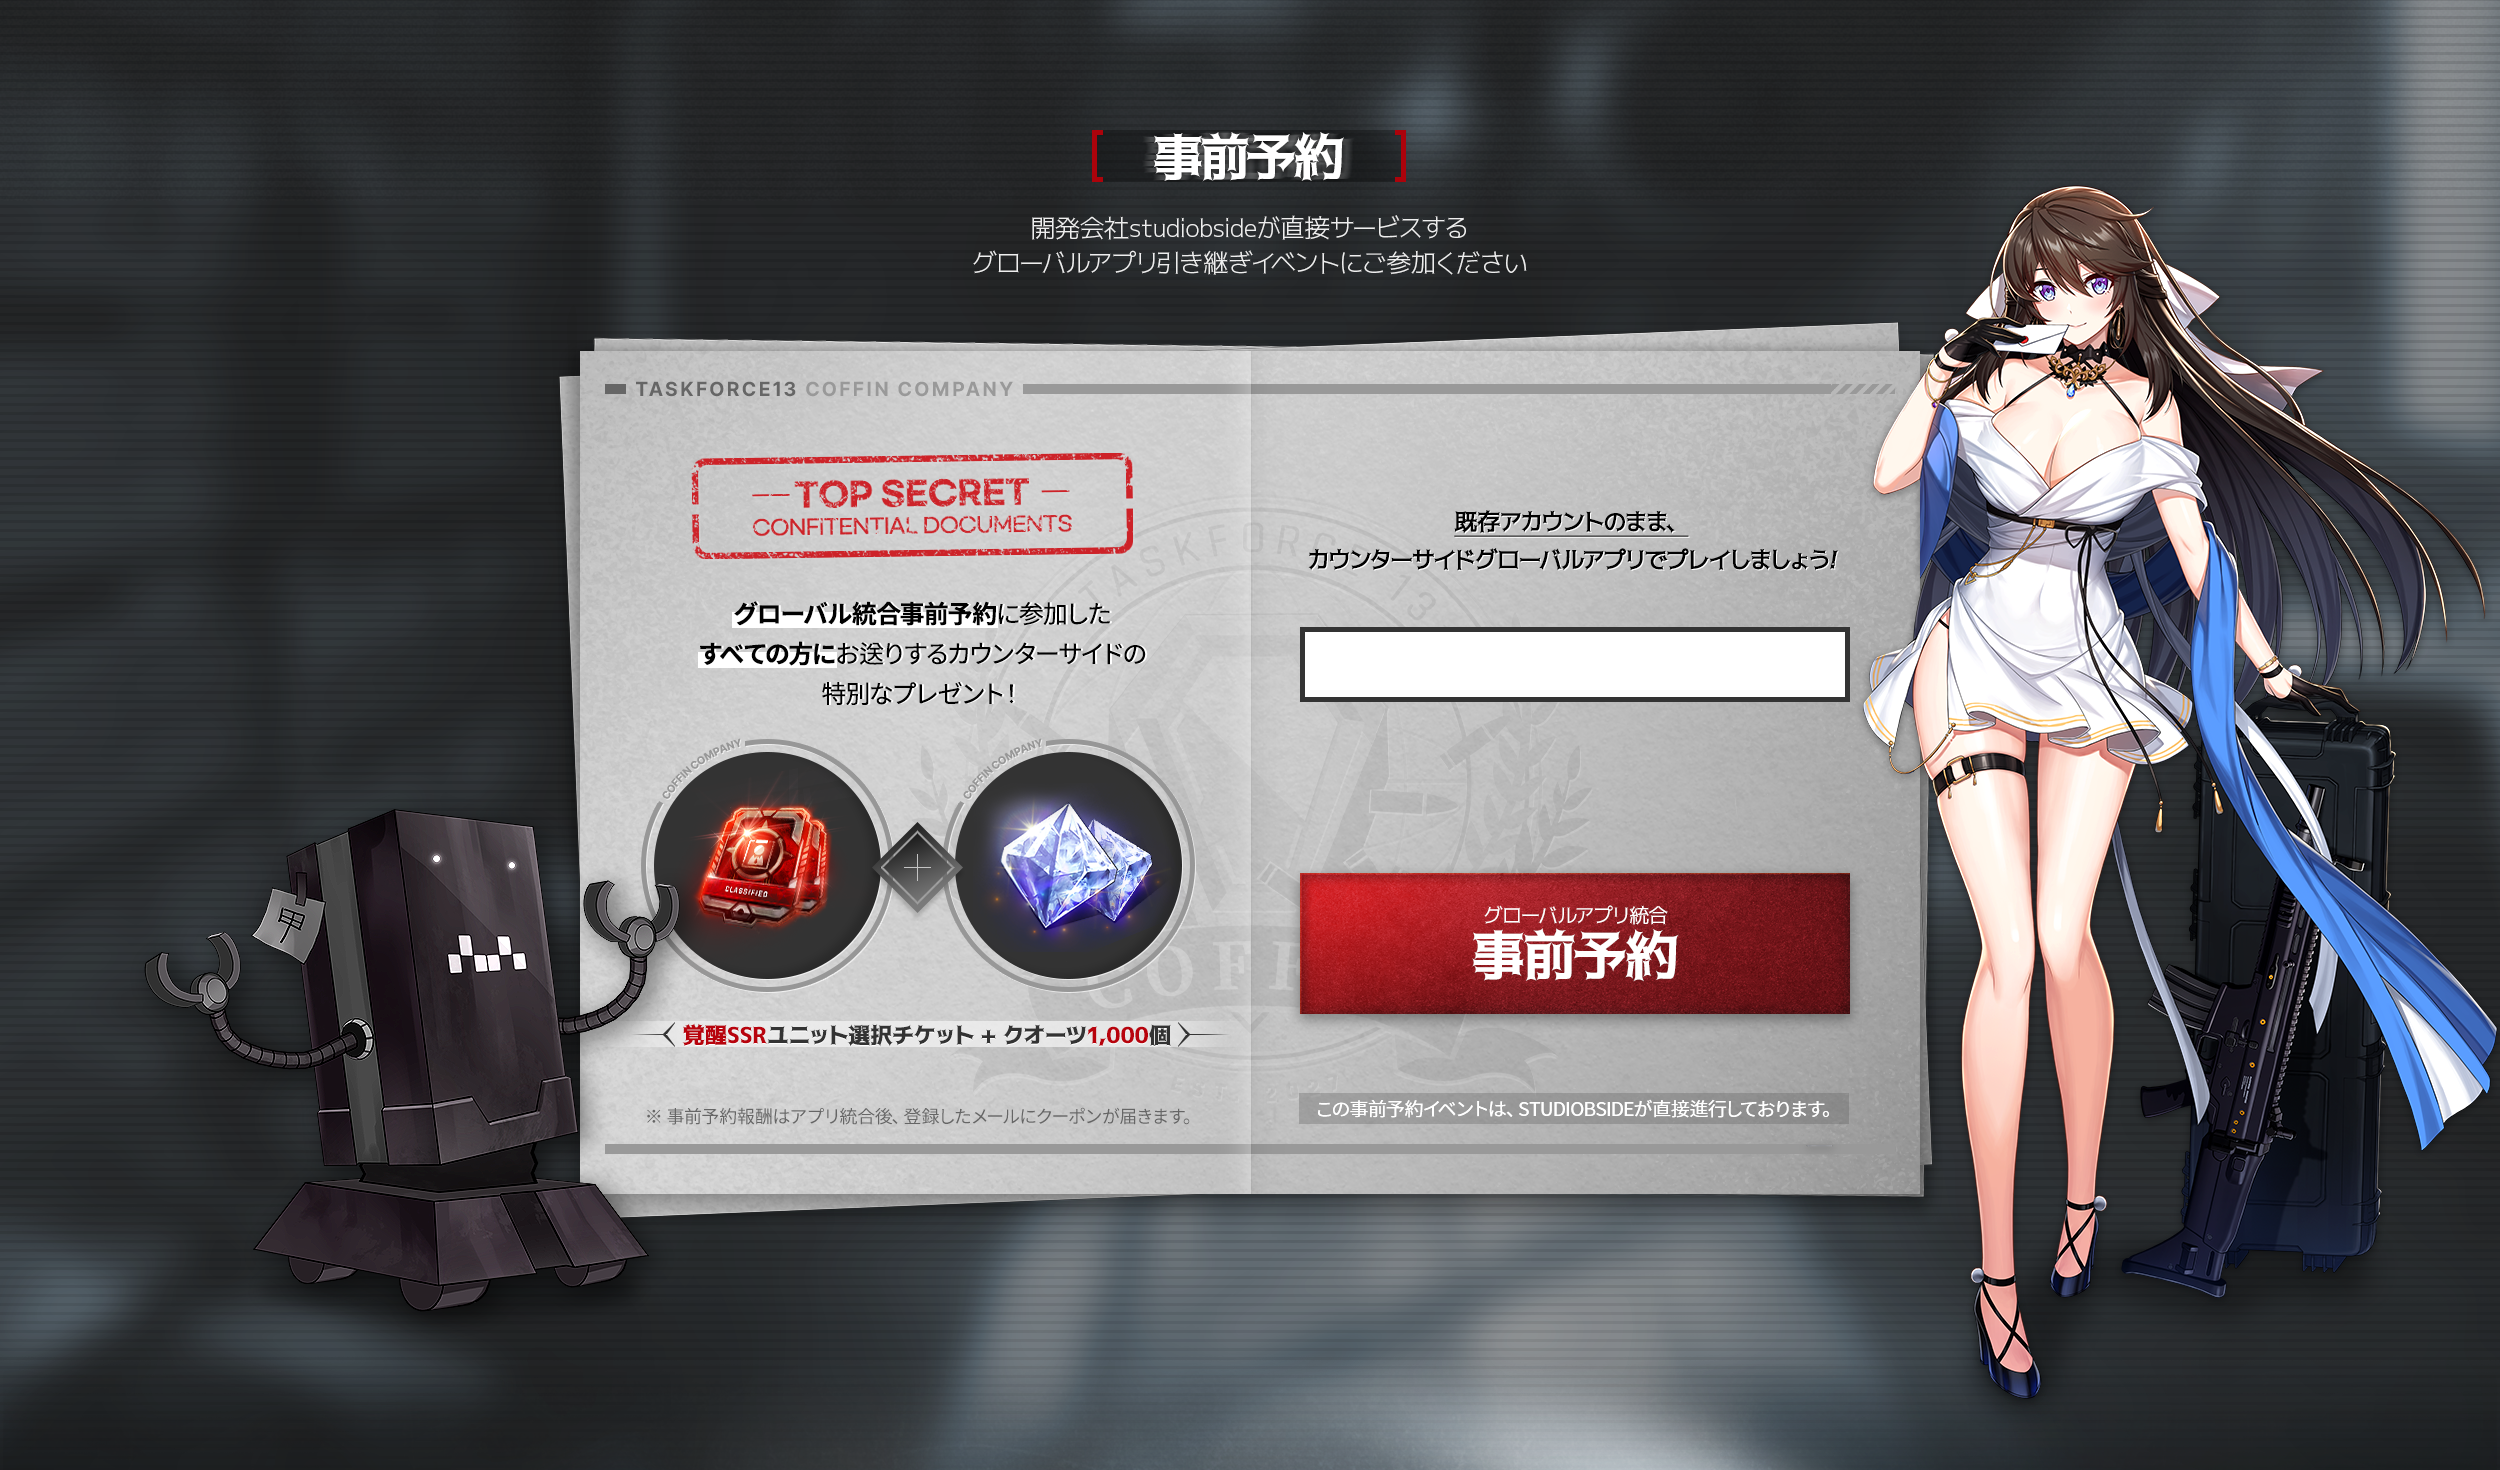 事前予約
開発会社studiobsideが直接サービスする
グローバルアプリ引き継ぎイベントにご参加ください
TASKFORCE13 COFFIN COMPANY
TOP SECRET
CONFITENTIAL DOCUMENTS
グローバル統合事前予約に参加した
すべての方にお送りするカウンターサイドの
特別なプレゼント！
COFFIN COMPANY
COFFIN COMPANY
CLASSIFIED
甲
覚醒SSRユニット選択チケット + クオーツ1,000個
※ 事前予約報酬はアプリ統合後、登録したメールにクーポンが届きます。
TASKFORC 13
COFF
既存アカウントのまま、
カウンターサイドグローバルアプリでプレイしましょう!
グローバルアプリ統合
事前予約
この事前予約イベントは、STUDIOBSIDEが直接進行しております。